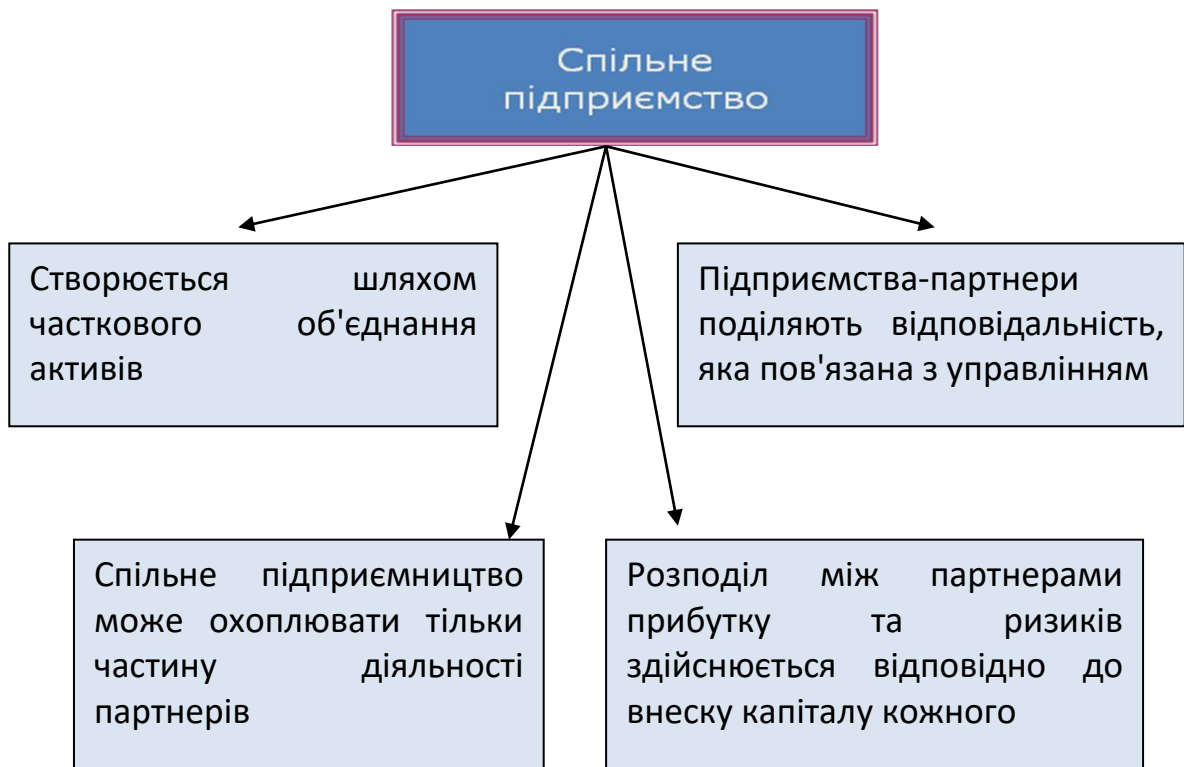 Спільне
підприємство
Створюється шляхом
часткового об'єднання
активів
Підприємства-партнери
поділяють відповідальність,
яка пов'язана з управлінням
Спільне підприємництво
може охоплювати тільки
частину діяльності
партнерів
Розподіл між партнерами
прибутку та ризиків
здійснюється відповідно до
внеску капіталу кожного